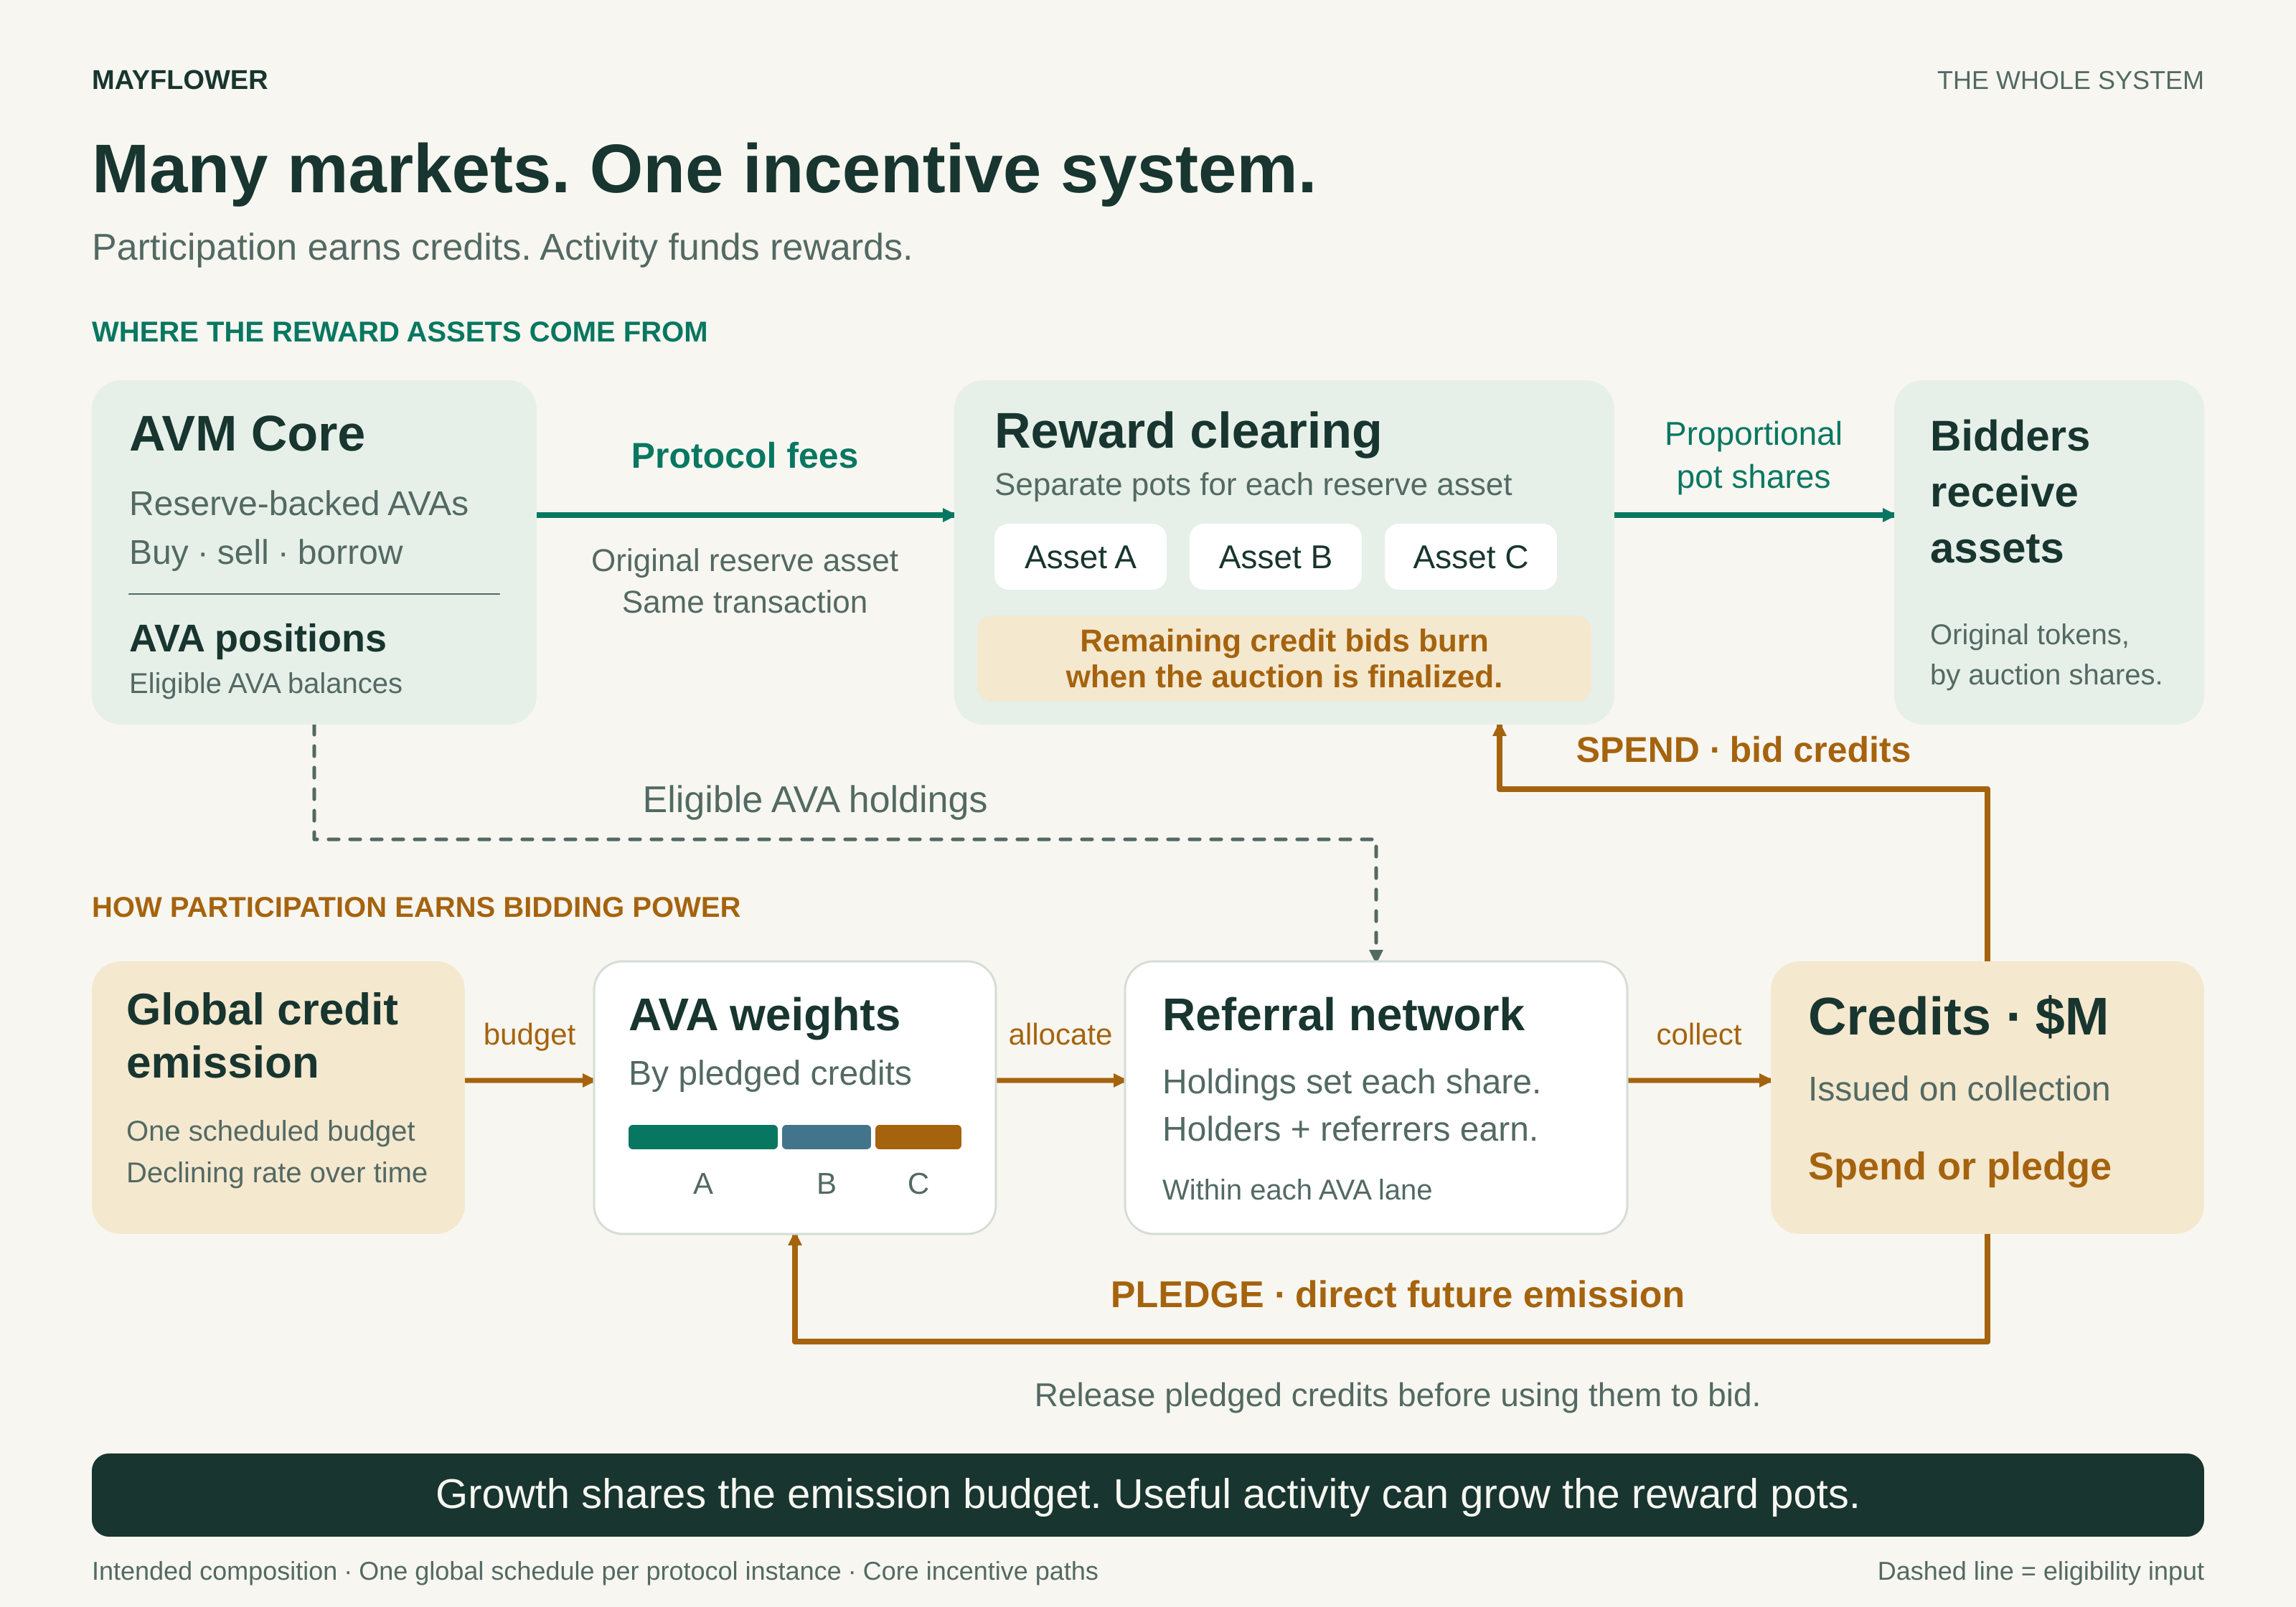 MAYFLOWER
THE WHOLE SYSTEM
Many markets. One incentive system.
Participation earns credits. Activity funds rewards.
WHERE THE REWARD ASSETS COME FROM
AVM Core
Reserve-backed AVAs
Buy · sell · borrow
AVA positions
Eligible AVA balances
Protocol fees
Original reserve asset
Same transaction
Reward clearing
Separate pots for each reserve asset
Asset A
Asset B
Asset C
Remaining credit bids burn
when the auction is finalized.
Proportional
pot shares
Bidders
receive
assets
Original tokens,
by auction shares.
SPEND · bid credits
Eligible AVA holdings
HOW PARTICIPATION EARNS BIDDING POWER
Global credit
emission
One scheduled budget
Declining rate over time
budget
AVA weights
By pledged credits
A
B
C
allocate
Referral network
Holdings set each share.
Holders + referrers earn.
Within each AVA lane
collect
Credits · $M
Issued on collection
Spend or pledge
PLEDGE · direct future emission
Release pledged credits before using them to bid.
Growth shares the emission budget. Useful activity can grow the reward pots.
Intended composition · One global schedule per protocol instance · Core incentive paths
Dashed line = eligibility input